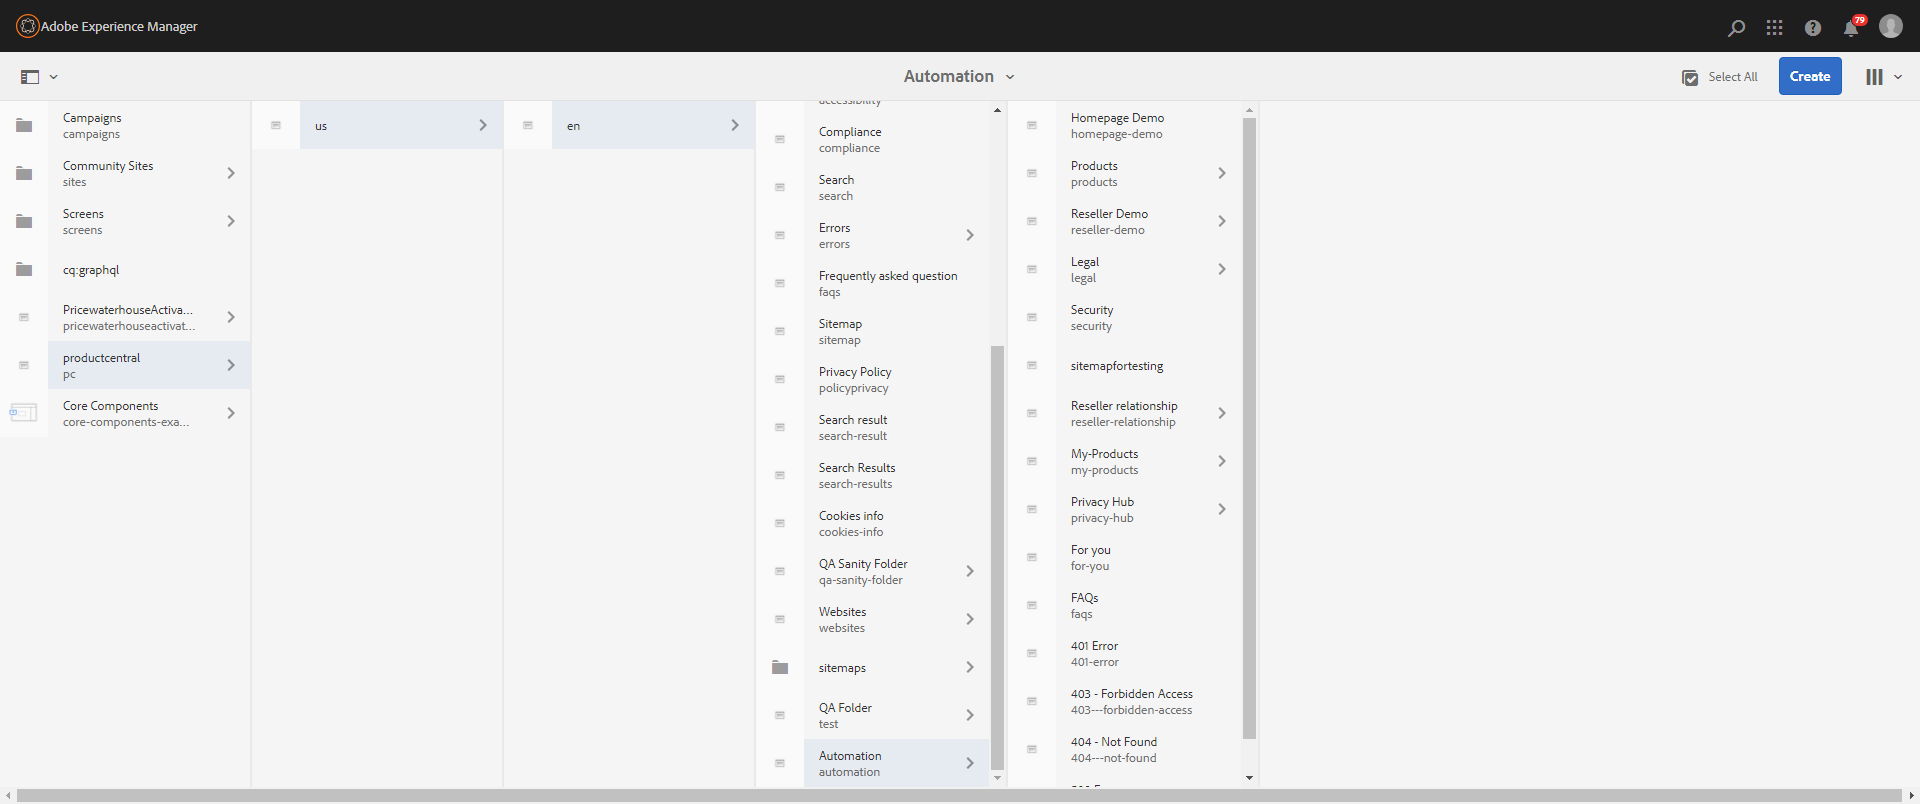 Adobe Experience Manager
79
Automation
Select All
Create
Campaigns
campaigns
Community Sites
sites
Screens
screens
cq:graphql
PricewaterhouseActiva...
pricewaterhouseactivat...
productcentral
pc
Core Components
core-components-exa...
us
en
accessibility
Compliance
compliance
Search
search
Errors
errors
Frequently asked question
faqs
Sitemap
sitemap
Privacy Policy
policyprivacy
Search result
search-result
Search Results
search-results
Cookies info
cookies-info
QA Sanity Folder
qa-sanity-folder
Websites
websites
sitemaps
QA Folder
test
Automation
automation
Homepage Demo
homepage-demo
Products
products
Reseller Demo
reseller-demo
Legal
legal
Security
security
sitemapfortesting
Reseller relationship
reseller-relationship
My-Products
my-products
Privacy Hub
privacy-hub
For you
for-you
FAQs
faqs
401 Error
401-error
403 - Forbidden Access
403---forbidden-access
404 - Not Found
404---not-found